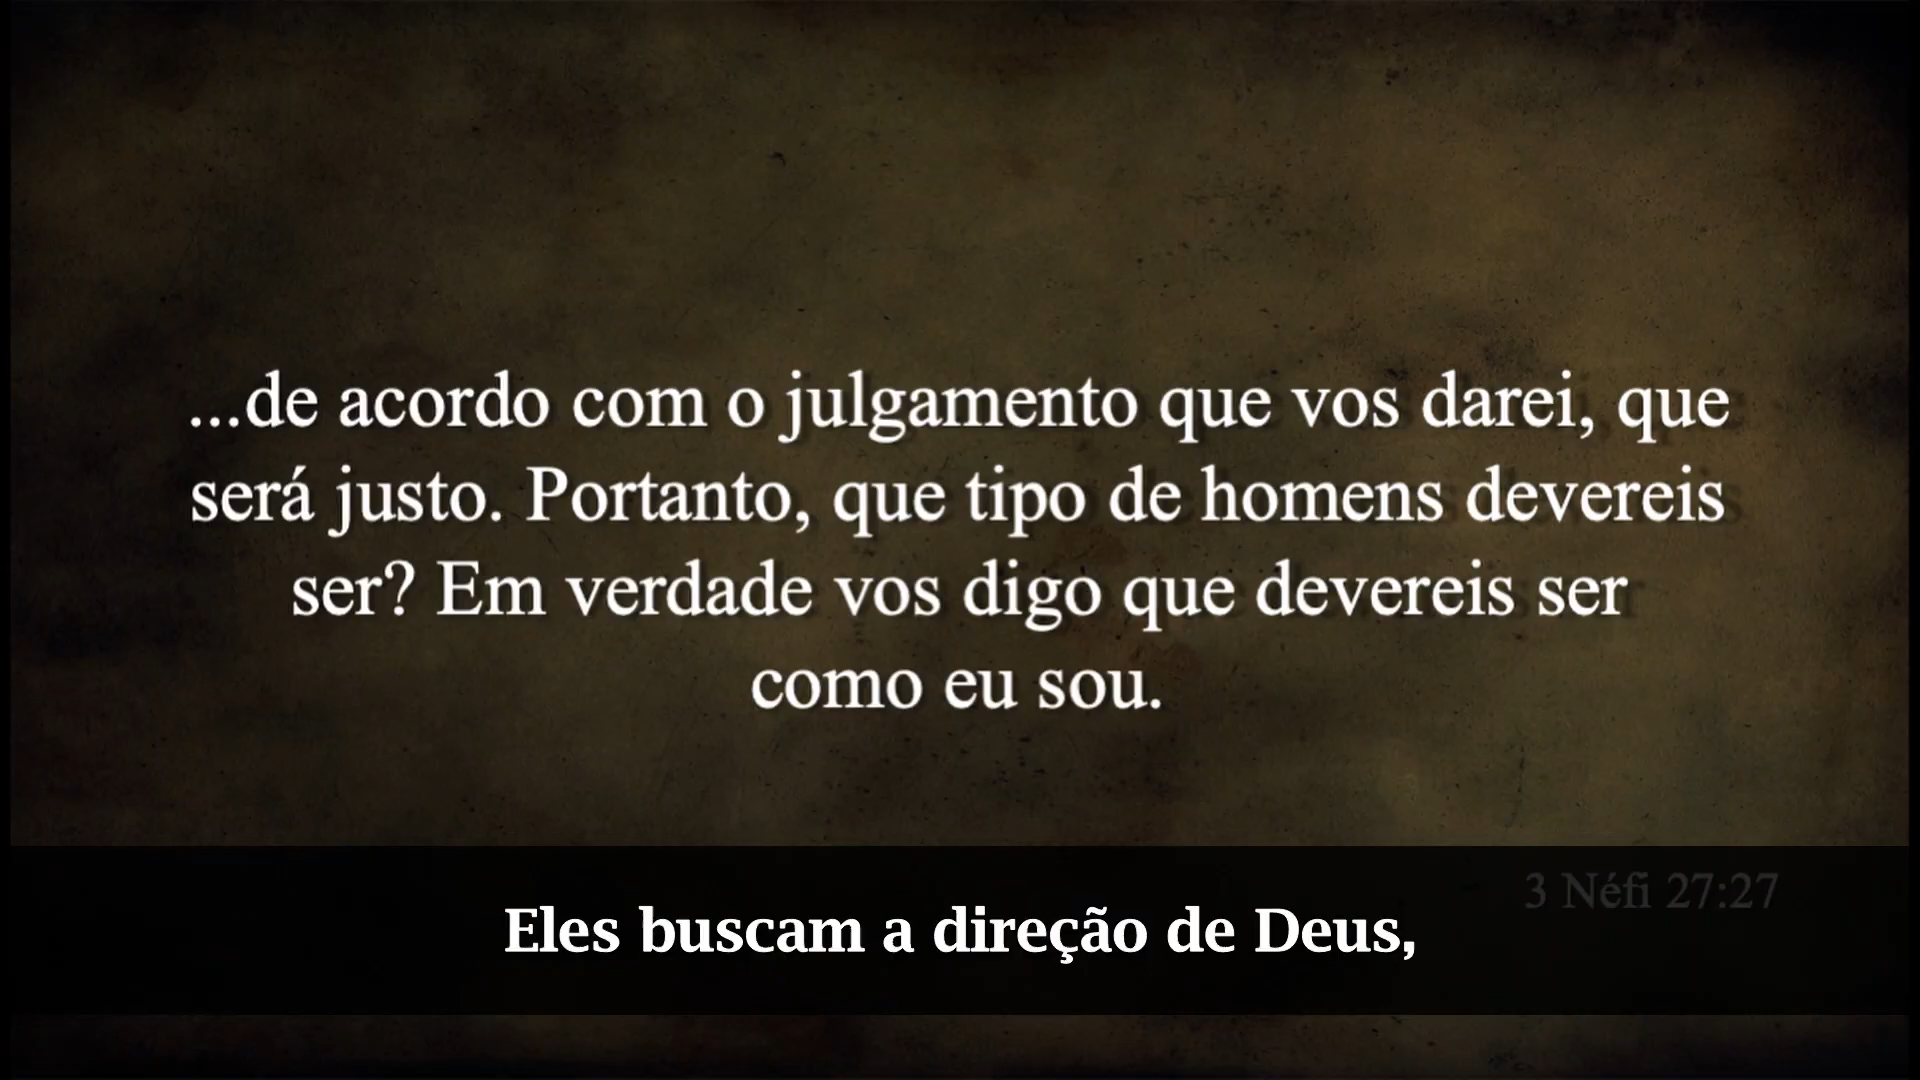 ...de acordo com o julgamento que vos darei, que
será justo. Portanto, que tipo de homens devereis
ser? Em verdade vos digo que devereis ser
como eu sou.
3 Néfi 27:27
Eles buscam a direção de Deus,